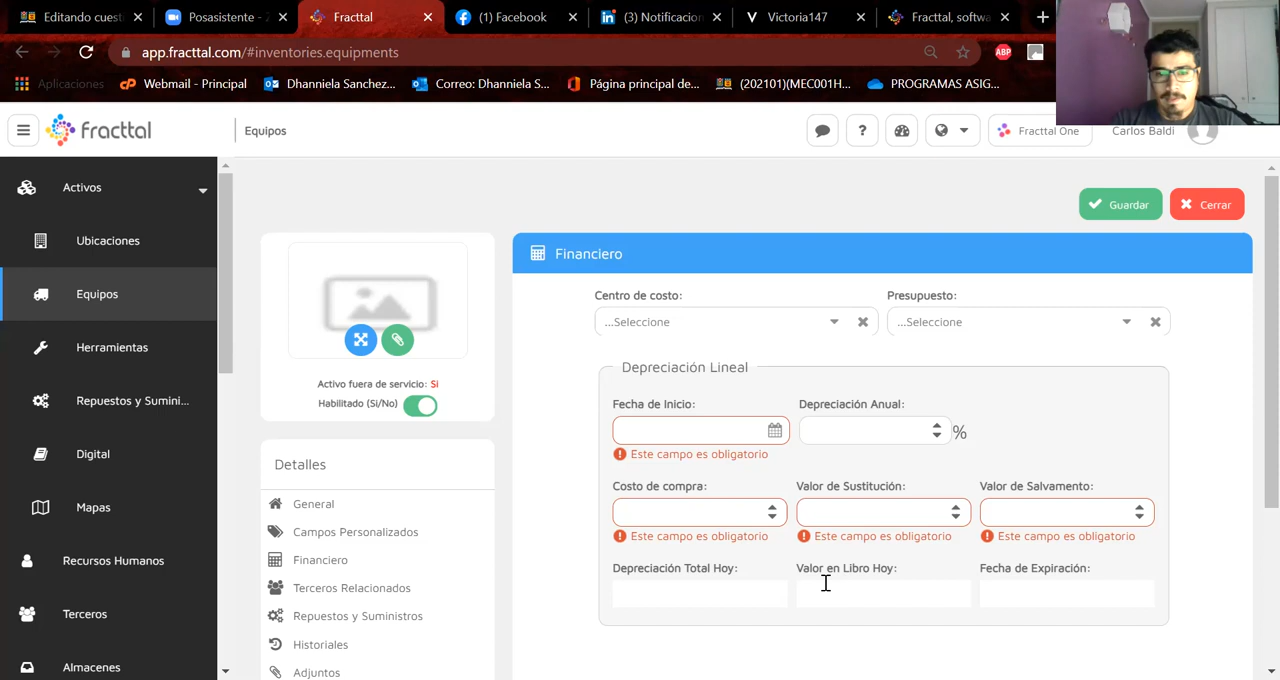 Editando cuest
Posasistente - Z
Fracttal
(1) Facebook
(3) Notificacion
Victoria147
Fracttal, softwa
app.fracttal.com/#inventories.equipments
ABP
Aplicaciones
Webmail - Principal
Dhanniela Sanchez...
Correo: Dhanniela S...
Página principal de...
(202101)(MEC001H...
PROGRAMAS ASIG...
fracttal
Equipos
?
Fracttal One
Carlos Baldi
Activos
Ubicaciones
Equipos
Herramientas
Repuestos y Sumini...
Digital
Mapas
Recursos Humanos
Terceros
Almacenes
Guardar
Cerrar
Activo fuera de servicio: Si
Habilitado (Si/No)
Detalles
General
Campos Personalizados
Financiero
Terceros Relacionados
Repuestos y Suministros
Historiales
Adjuntos
Financiero
Centro de costo:
Presupuesto:
...Seleccione
...Seleccione
Depreciación Lineal
Fecha de Inicio:
Depreciación Anual:
%
Este campo es obligatorio
Costo de compra:
Valor de Sustitución:
Valor de Salvamento:
Este campo es obligatorio
Este campo es obligatorio
Este campo es obligatorio
Depreciación Total Hoy:
Valor en Libro Hoy:
Fecha de Expiración: